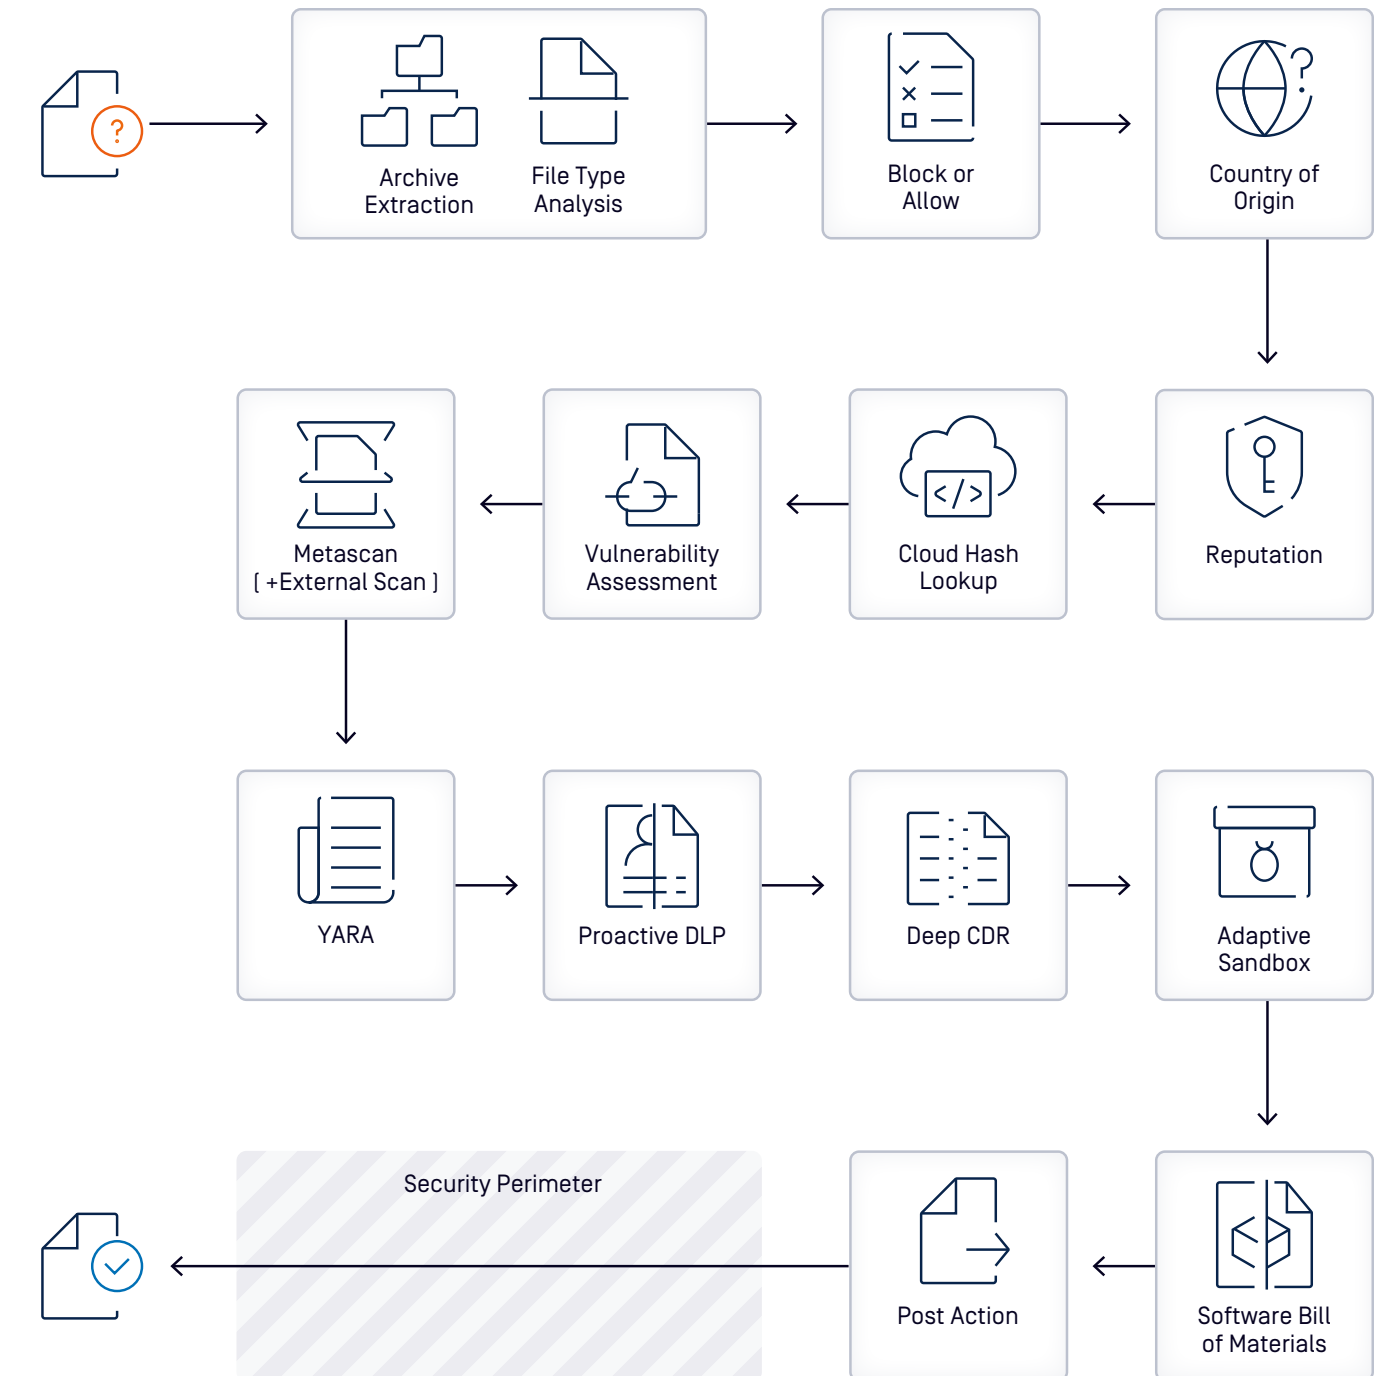 Archive
Extraction
File Type
Analysis
Block or
Allow
Country of
Origin
Metascan
[ +External Scan ]
Vulnerability
Assessment
Cloud Hash
Lookup
Reputation
YARA
Proactive DLP
Deep CDR
Adaptive
Sandbox
Security Perimeter
Post Action
Software Bill
of Materials